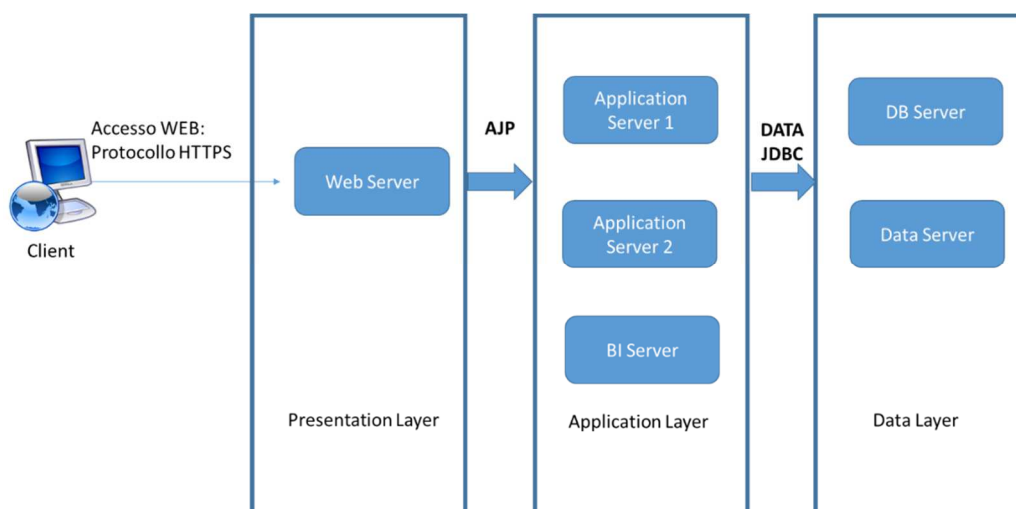 Accesso WEB:
Protocollo HTTPS
Client
Web Server
Presentation Layer
AJP
Application
Server 1
Application
Server 2
BI Server
Application Layer
DATA
JDBC
DB Server
Data Server
Data Layer